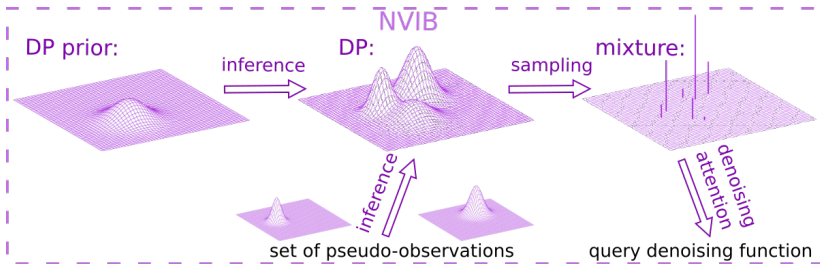 NVIB
DP prior:
inference
DP:
sampling
mixture:
inference
denoising
attention
set of pseudo-observations
query denoising function